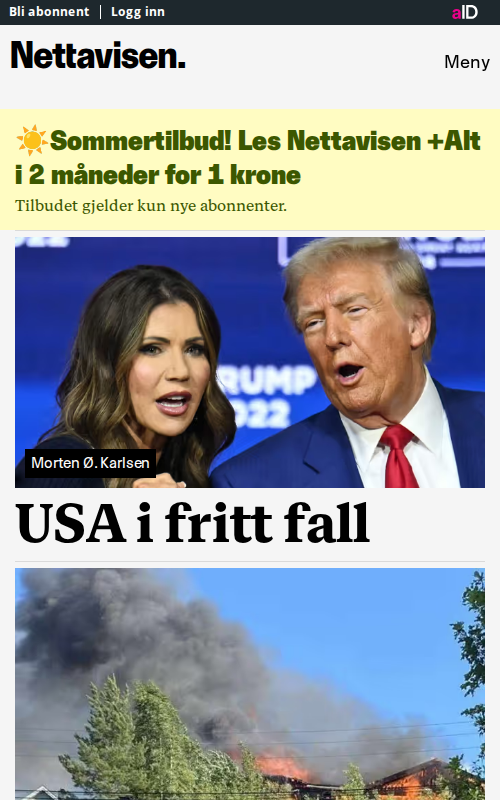 Bli abonnent | Logg inn
aID
Nettavisen.
Meny
☀️Sommertilbud! Les Nettavisen +Alt
i 2 måneder for 1 krone
Tilbudet gjelder kun nye abonnenter.
022
RUMP
022
Morten Ø. Karlsen
USA i fritt fall